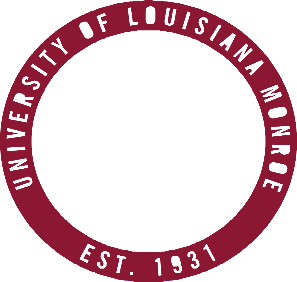 UNIVERSITY OF LOUISIANA MONROE
EST. 1931